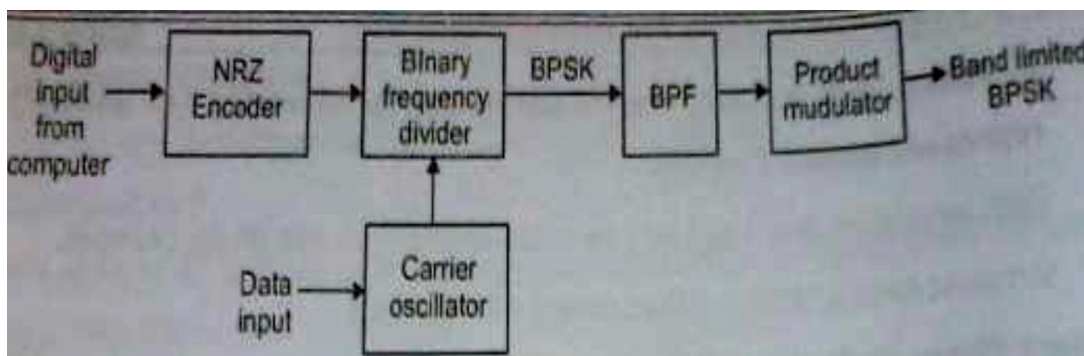 Digital
input
from
computer
NRZ
Encoder
BInary
frequency
divider
BPSK
BPF
Product
mudulator
Band limited
BPSK
Data
input
Carrier
oscillator